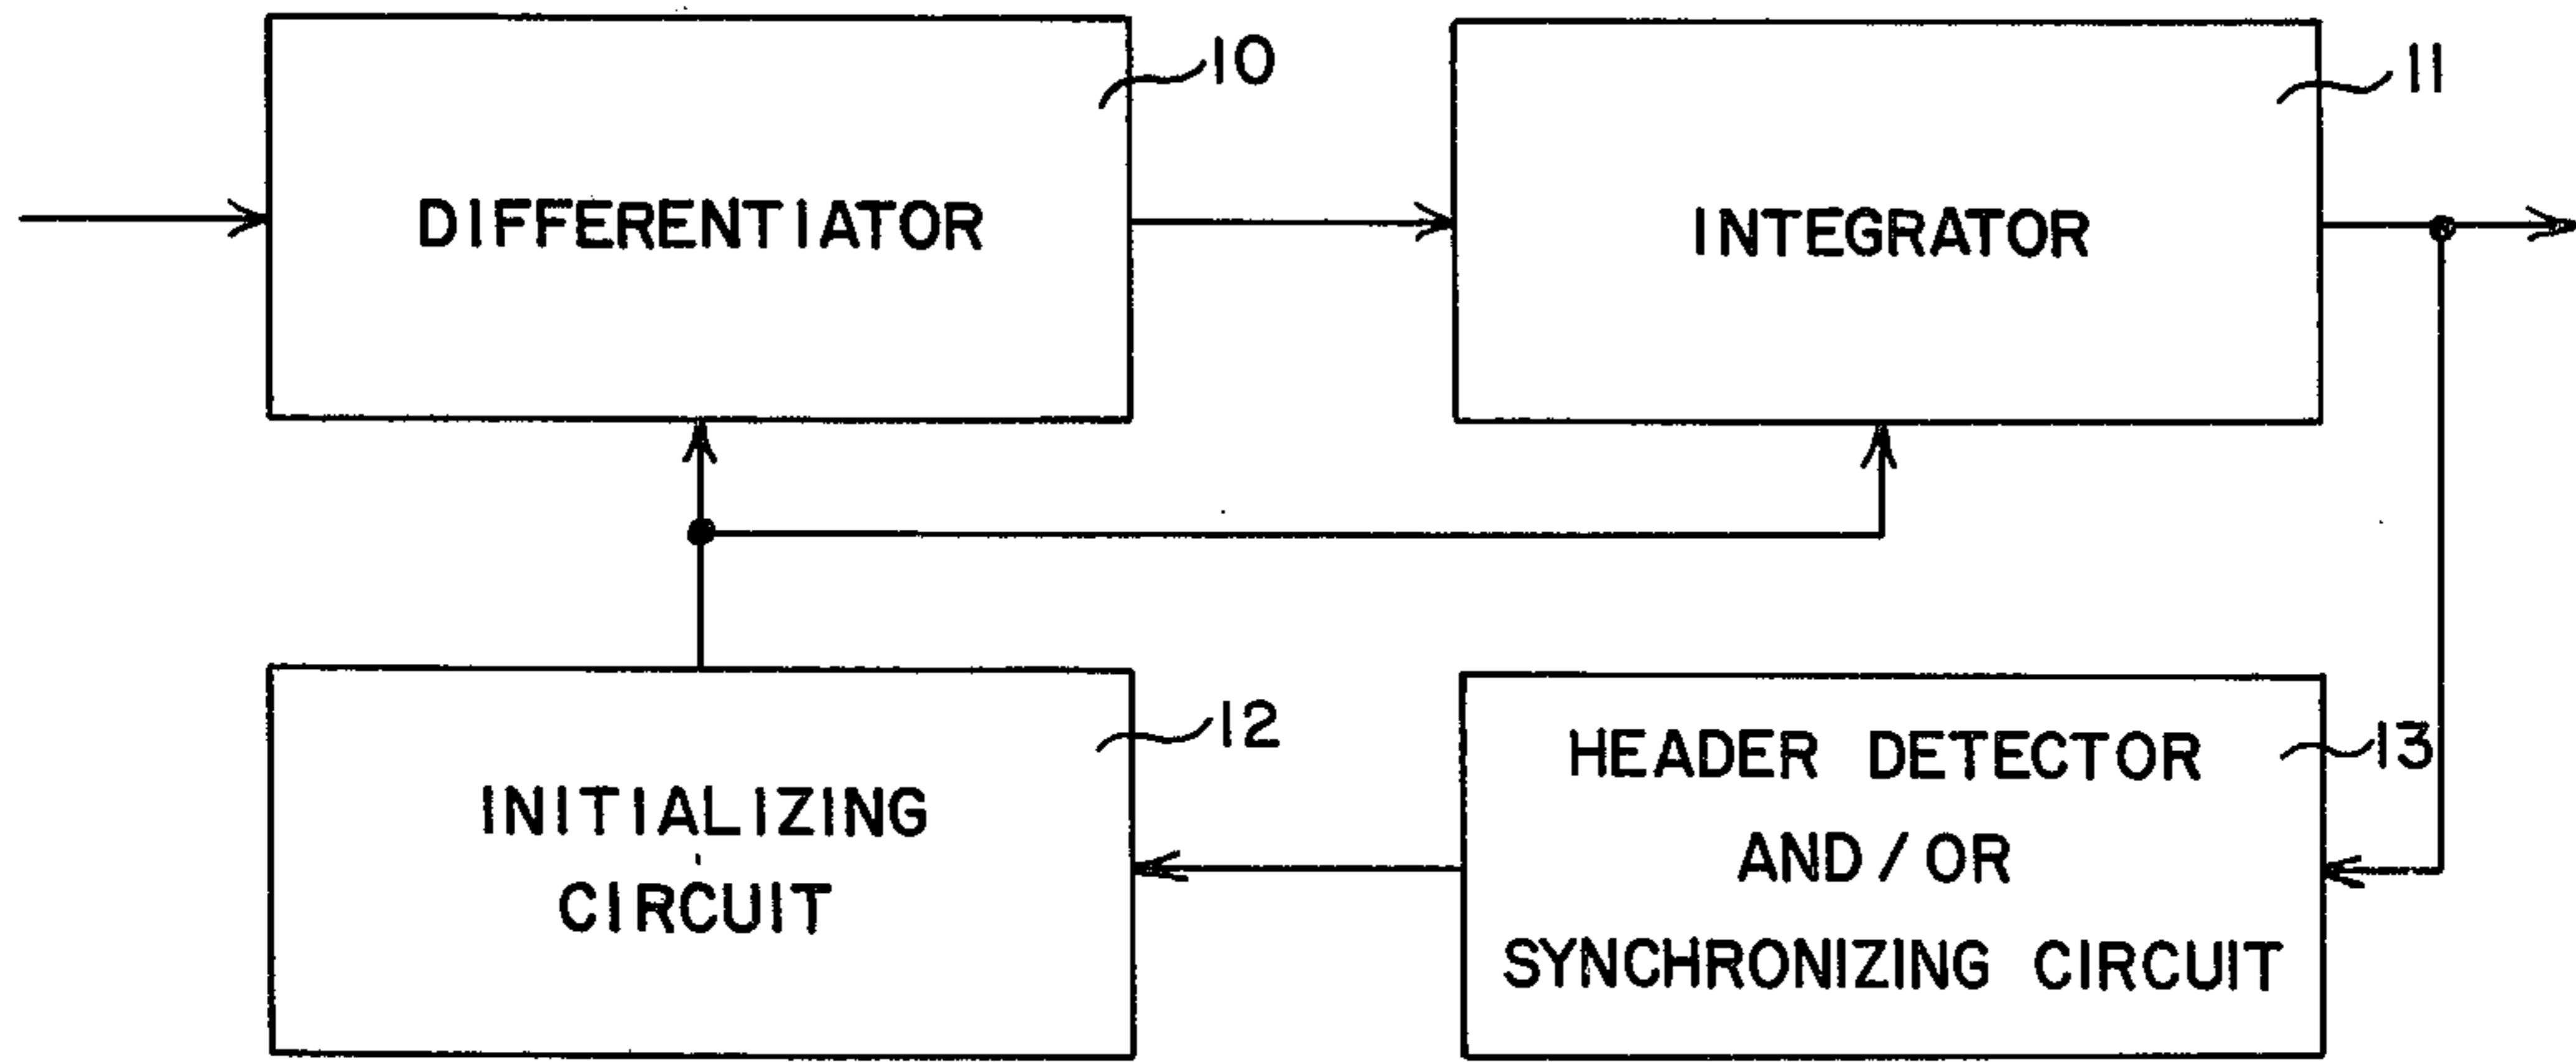 10
DIFFERENTIATOR
11
INTEGRATOR
12
INITIALIZING
CIRCUIT
13
HEADER DETECTOR
AND/OR
SYNCHRONIZING CIRCUIT